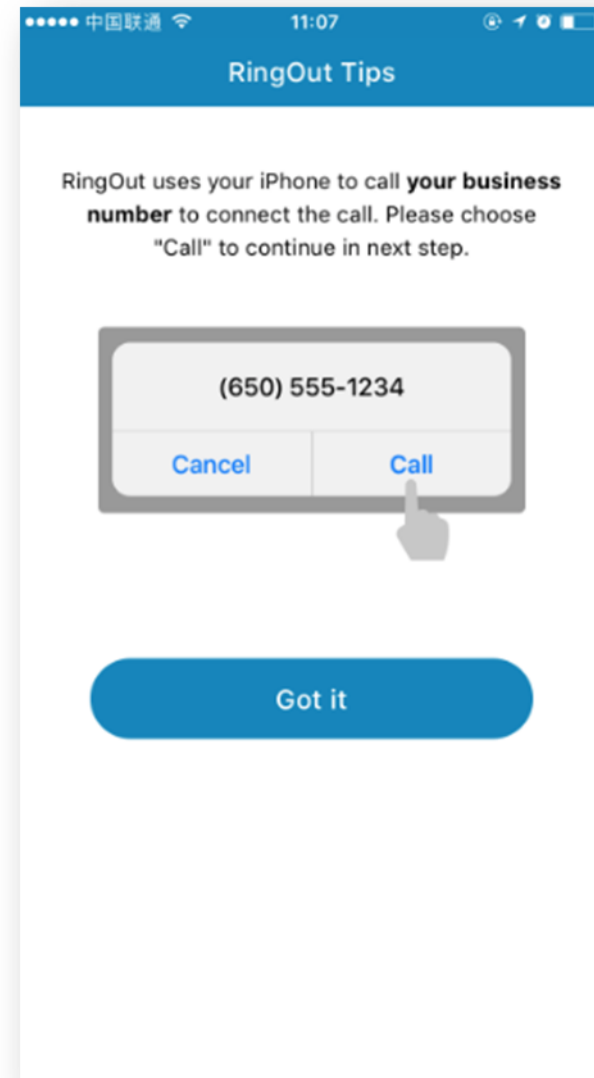 中国联通 11:07
RingOut Tips
RingOut uses your iPhone to call your business
number to connect the call. Please choose
"Call" to continue in next step.
(650) 555-1234
Cancel Call
Got it